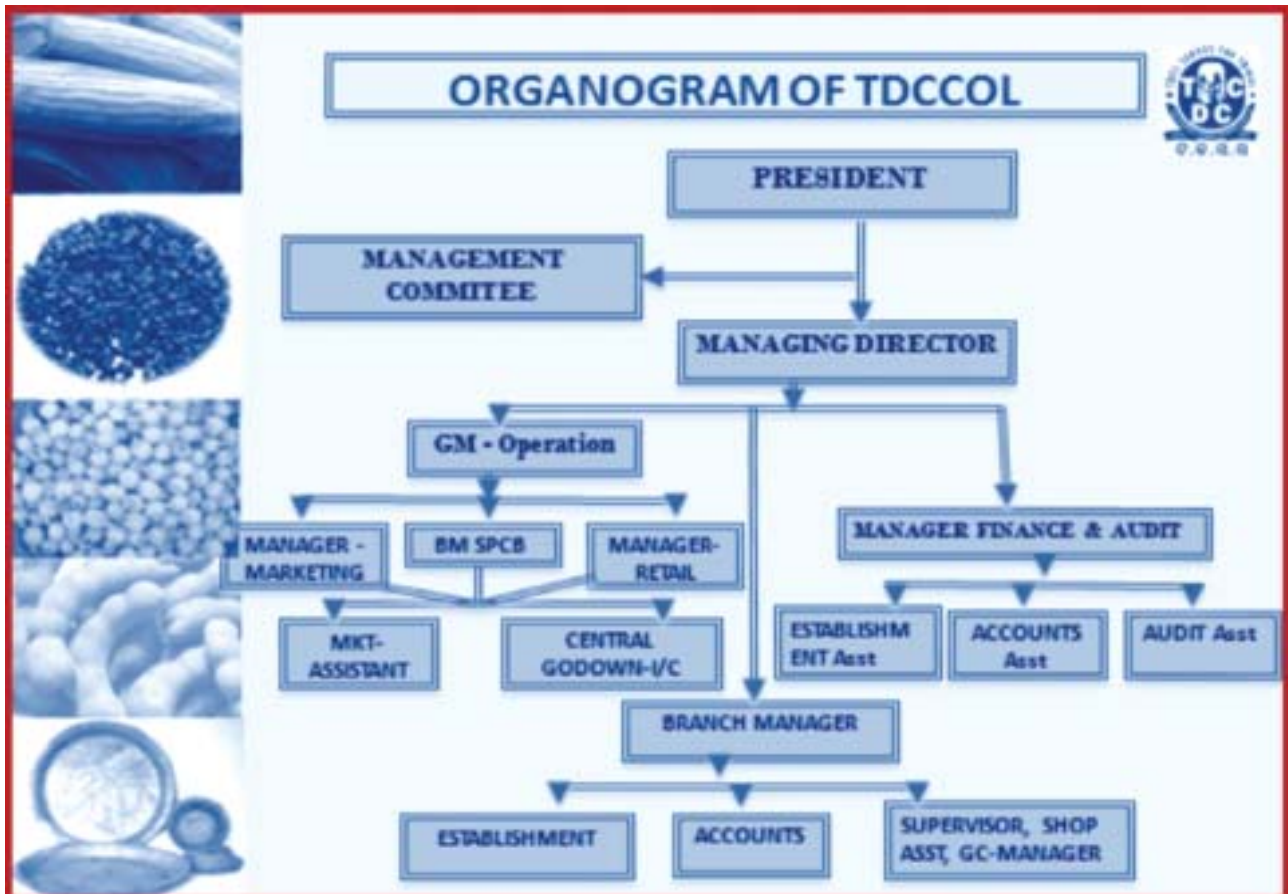 ORGANOGRAM OF TDCCOL
PRESIDENT
MANAGEMENT
COMMITEE
MANAGING DIRECTOR
GM - Operation
MANAGER -
MARKETING
BM SPCB
MANAGER-
RETAIL
MANAGER FINANCE & AUDIT
MKT-
ASSISTANT
CENTRAL
GODOWN-I/C
ESTABLISHM
ENT Asst
ACCOUNTS
Asst
AUDIT Asst
BRANCH MANAGER
ESTABLISHMENT
ACCOUNTS
SUPERVISOR, SHOP
ASST, GC-MANAGER